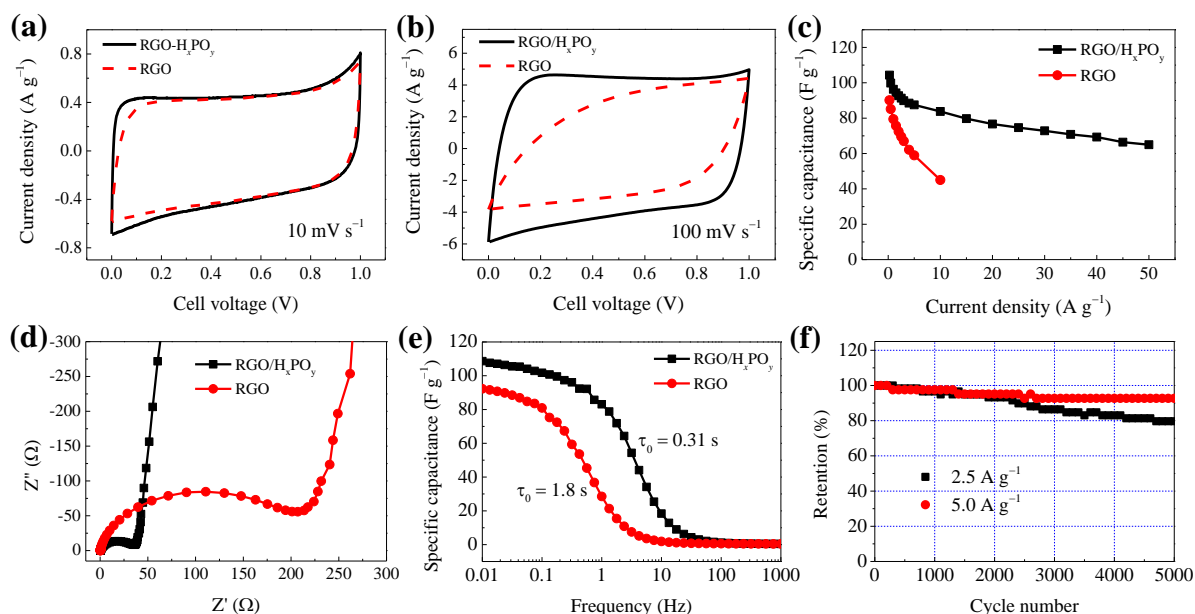 (a)
RGO-HₓPOᵧ
RGO
Current density (A g⁻¹)
0.8
0.4
0.0
-0.4
-0.8
10 mV s⁻¹
0.0 0.2 0.4 0.6 0.8 1.0
Cell voltage (V)
(b)
RGO/HₓPOᵧ
RGO
Current density (A g⁻¹)
6
4
2
0
-2
-4
-6
100 mV s⁻¹
0.0 0.2 0.4 0.6 0.8 1.0
Cell voltage (V)
(c)
RGO/HₓPOᵧ
RGO
Specific capacitance (F g⁻¹)
120
100
80
60
40
20
0
0 10 20 30 40 50
Current density (A g⁻¹)
(d)
RGO/HₓPOᵧ
RGO
Z'' (Ω)
-300
-250
-200
-150
-100
-50
0
0 50 100 150 200 250 300
Z' (Ω)
(e)
RGO/HₓPOᵧ
RGO
Specific capacitance (F g⁻¹)
120
100
80
60
40
20
0
τ₀ = 0.31 s
τ₀ = 1.8 s
0.01 0.1 1 10 100 1000
Frequency (Hz)
(f)
Retention (%)
120
100
80
60
40
20
0
2.5 A g⁻¹
5.0 A g⁻¹
0 1000 2000 3000 4000 5000
Cycle number